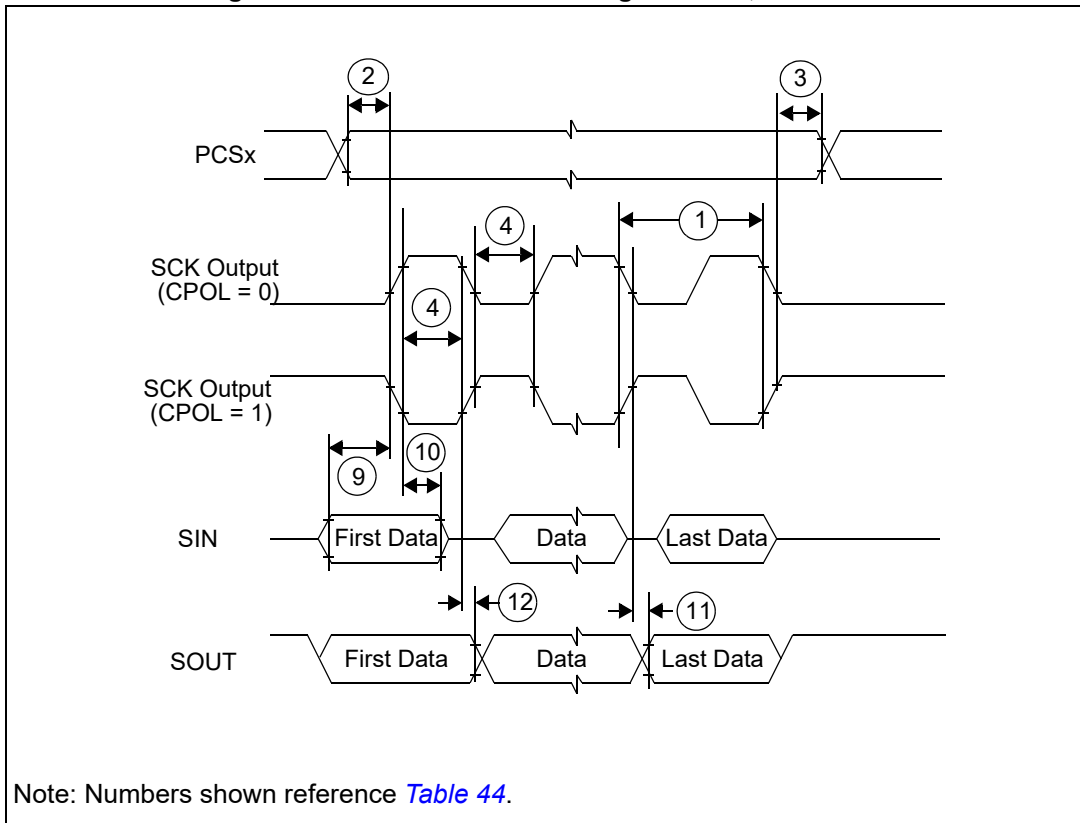 2
3
PCSx
4
1
SCK Output
(CPOL = 0)
4
SCK Output
(CPOL = 1)
9
10
SIN
First Data
Data
Last Data
12
11
SOUT
First Data
Data
Last Data
Note: Numbers shown reference Table 44.